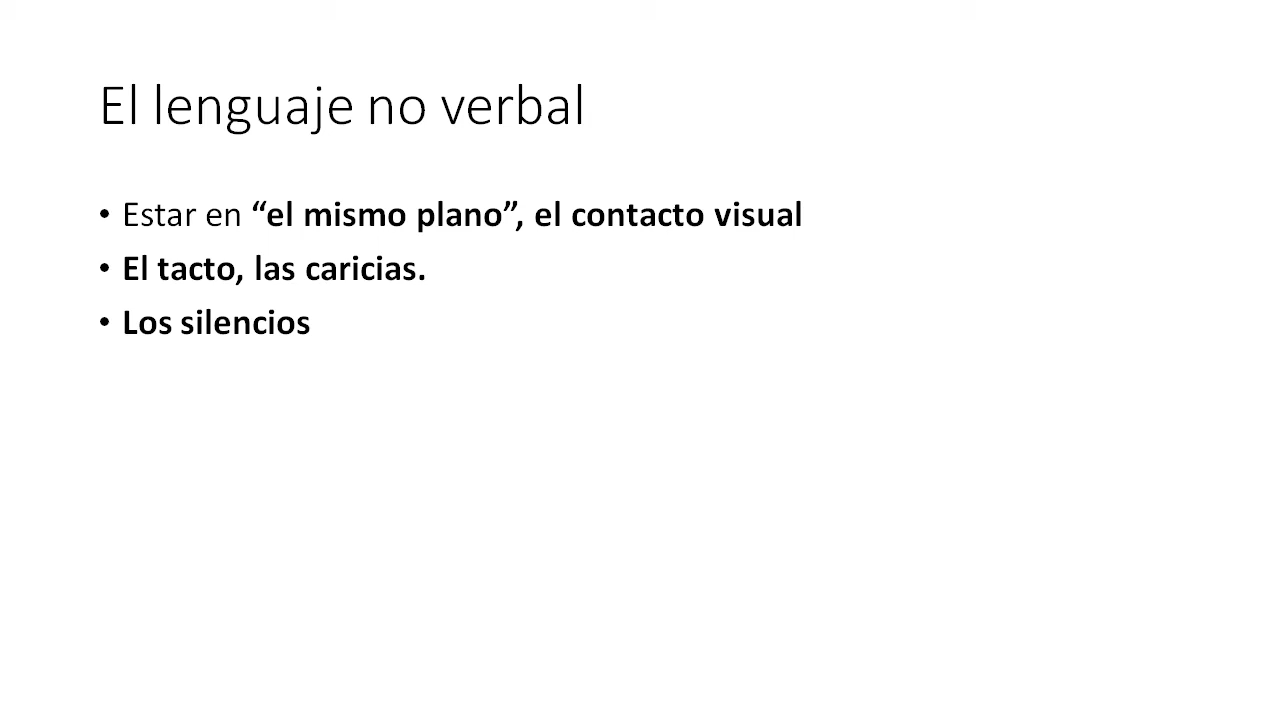 El lenguaje no verbal
• Estar en “el mismo plano”, el contacto visual
• El tacto, las caricias.
• Los silencios